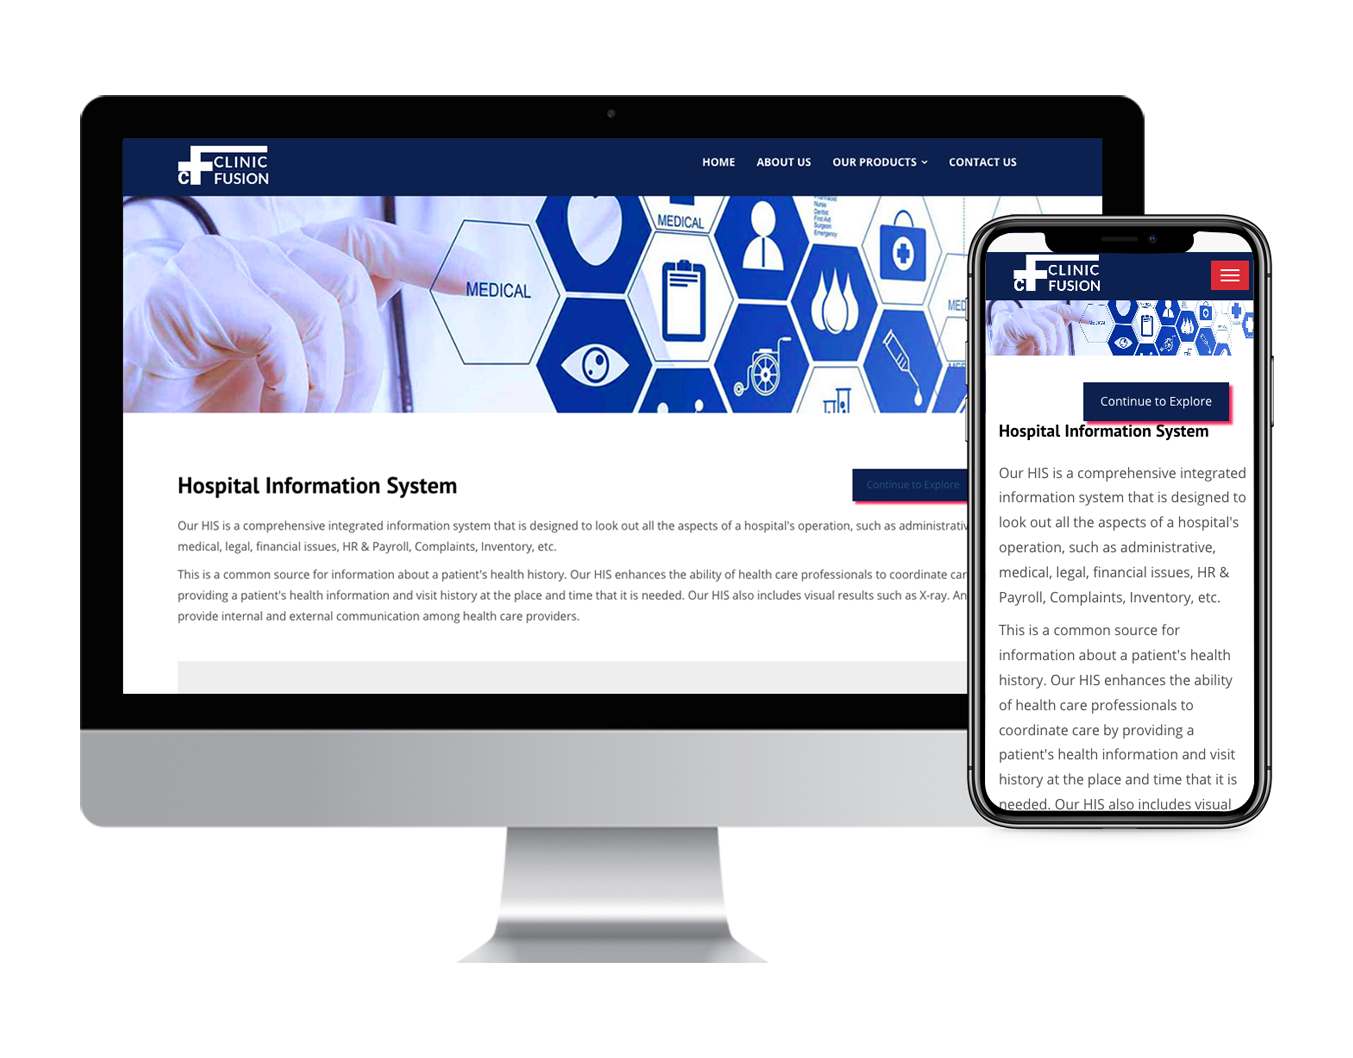 CLINIC
FUSION
CF
HOME ABOUT US OUR PRODUCTS CONTACT US
MEDICAL
MEDICAL
Nurse
Dentist
First Aid
Surgeon
Emergency
Hospital Information System
Continue to Explore
Our HIS is a comprehensive integrated information system that is designed to look out all the aspects of a hospital's operation, such as
medical, legal, financial issues, HR & Payroll, Complaints, Inventory, etc.
This is a common source for information about a patient's health history. Our HIS enhances the ability of health care professionals to coordinate
providing a patient's health information and visit history at the place and time that it is needed. Our HIS also includes visual results such as X-ray.
provide internal and external communication among health care providers.
CLINIC
FUSION
CF
MEDICAL
Continue to Explore
Hospital Information System
Our HIS is a comprehensive integrated
information system that is designed to
look out all the aspects of a hospital's
operation, such as administrative,
medical, legal, financial issues, HR &
Payroll, Complaints, Inventory, etc.
This is a common source for
information about a patient's health
history. Our HIS enhances the ability
of health care professionals to
coordinate care by providing a
patient's health information and visit
history at the place and time that it is
needed. Our HIS also includes visual